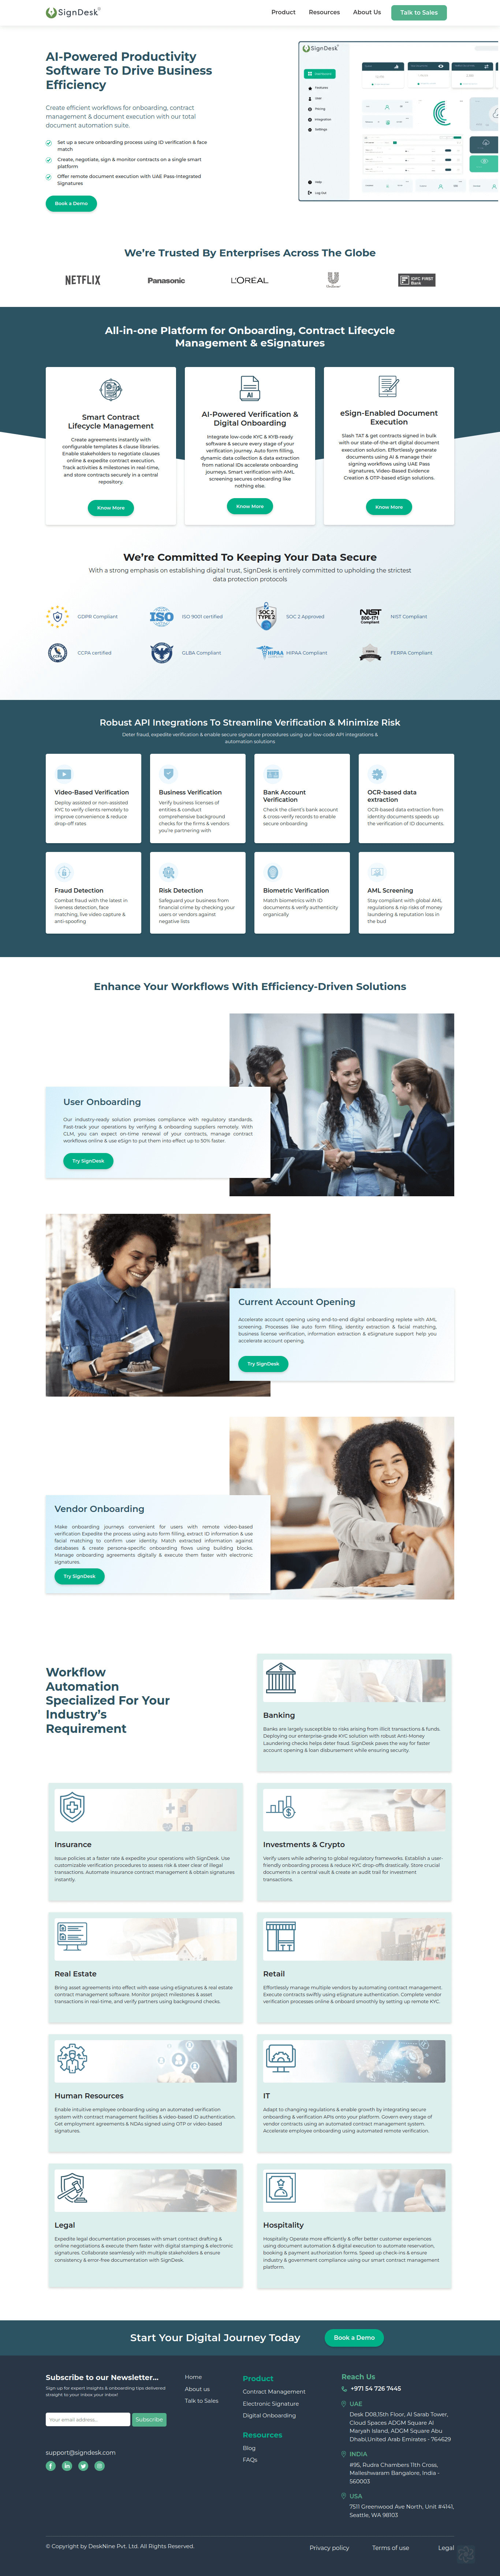 SignDesk
Product
Resources
About Us
Talk to Sales
AI-Powered Productivity
Software To Drive Business
Efficiency
Create efficient workflows for onboarding, contract
management & document execution with our total
document automation suite.
Set up a secure onboarding process using ID verification & face
match
Create, negotiate, sign & monitor contracts on a single smart
platform
Offer remote document execution with UAE Pass-Integrated
Signatures
Book a Demo
SignDesk
Dashboard
Features
User
Pricing
Integration
Settings
Help
Log Out
We're Trusted By Enterprises Across The Globe
NETFLIX
Panasonic
L'ORÉAL
Unilever
IDFC FIRST
Bank
All-in-one Platform for Onboarding, Contract Lifecycle
Management & eSignatures
Smart Contract
Lifecycle Management
Create agreements instantly with
configurable templates & clause libraries.
Enable stakeholders to negotiate clauses
online & expedite contract execution.
Track activities & milestones in real time,
and store contracts securely in a central
repository.
Know More
AI
AI-Powered Verification &
Digital Onboarding
Integrate low-code KYC & KYB-ready
software & secure every stage of your
verification journey. Auto form filling,
dynamic data collection & data extraction
from national IDs accelerate onboarding
journeys. Smart verification with AML
screening secures onboarding like
nothing else.
Know More
eSign-Enabled Document
Execution
Slash TAT & get contracts signed in bulk
with our state-of-the-art digital document
execution solution. Effortlessly generate
documents using AI & manage their
signing workflows using UAE Pass
signatures, Video-Based Evidence
Creation & OTP-based eSignatures.
Know More
We're Committed To Keeping Your Data Secure
With a strong emphasis on establishing digital trust, SignDesk is entirely committed to upholding the strictest
data protection protocols
GDPR Compliant
ISO
ISO 9001 certified
SOC 2
TYPE 2
SOC 2 Approved
NIST
800-171
Compliant
NIST Compliant
CCPA
CCPA certified
GLBA Compliant
HIPAA
HIPAA Compliant
FERPA Compliant
Robust API Integrations To Streamline Verification & Minimize Risk
Deter fraud, expedite verification & enable secure signature procedures using our low-code API integrations &
automation solutions
Video-Based Verification
Deploy assisted or non-assisted
KYC to verify clients remotely to
improve convenience & reduce
drop-off rates
Business Verification
Verify business licenses of
entities & conduct
comprehensive background
checks for the firms & vendors
you're partnering with
Bank Account
Verification
Check the client's bank account
& cross-verify records to enable
secure onboarding
OCR-based data
extraction
OCR-based data extraction from
identity documents speeds up
the verification of ID documents.
Fraud Detection
Combat fraud with the latest in
liveness detection, face
matching, live video capture &
anti-spoofing
Risk Detection
Safeguard your business from
financial crime by checking your
users or vendors against
negative lists
Biometric Verification
Match biometrics with ID
documents & verify authenticity
organically
AML Screening
Stay compliant with global AML
regulations & nip risks of money
laundering & reputation loss in
the bud
Enhance Your Workflows With Efficiency-Driven Solutions
User Onboarding
Our industry-ready solution promises compliance with regulatory standards.
Fast-track your operations by verifying & onboarding suppliers remotely. With
CLM, you can expect on-time renewal of your contracts, manage contract
workflows online & use eSign to put them into effect up to 90% faster.
Try SignDesk
Current Account Opening
Accelerate account opening using end-to-end digital onboarding replete with AML
screening. Processes like auto form filling, identity extraction & facial matching,
business license verification, information extraction & eSignature support help you
accelerate account opening.
Try SignDesk
Vendor Onboarding
Make onboarding journeys convenient for users with remote video-based
verification Expedite the process using auto form filling, extract ID information & use
facial matching to confirm user identity. Match extracted information against
databases & create persona-specific onboarding flows using building blocks.
Manage onboarding agreements digitally & execute them faster with electronic
signatures.
Try SignDesk
Workflow
Automation
Specialized For Your
Industry's
Requirement
Banking
Banks are largely susceptible to risks arising from illicit transactions & funds.
Deploying our enterprise-grade KYC solution with robust Anti-Money
Laundering checks helps deter fraud. SignDesk paves the way for faster
account opening & loan disbursement while ensuring security.
Insurance
Issue policies at a faster rate & expedite your operations with SignDesk. Use
customizable verification procedures to assess risk & steer clear of illegal
transactions. Automate insurance contract management & obtain signatures
instantly.
Investments & Crypto
Verify users while adhering to global regulatory frameworks. Establish a user-
friendly onboarding process & reduce KYC drop-offs drastically. Store crucial
documents in a central vault & create an audit trail for investment
transactions.
Real Estate
Bring asset agreements into effect with ease using eSignatures & real estate
contract management software. Monitor project milestones & asset
transactions in real-time, and verify partners using background checks.
Retail
Effortlessly manage multiple vendors by automating contract management.
Execute contracts swiftly using eSignature authentication. Complete vendor
verification processes online & onboard smoothly by setting up remote KYC.
Human Resources
Enable intuitive employee onboarding using an automated verification
system with contract management facilities & video-based ID authentication.
Get employment agreements & NDAs signed using OTP or video-based
signatures.
IT
Adapt to changing regulations & enable growth by integrating secure
onboarding & verification APIs onto your platform. Govern every stage of
vendor contracts using an automated contract management system.
Accelerate employee onboarding using automated remote verification.
Legal
Expedite legal documentation processes with smart contract drafting &
online negotiations & execute them faster with digital stamping & electronic
signatures. Collaborate seamlessly with multiple stakeholders & ensure
consistency & error-free documentation with SignDesk.
Hospitality
Hospitality Operate more efficiently & offer better customer experiences
using document automation & digital execution to automate reservation,
booking & payment authorization forms. Speed up check-ins & ensure
industry & government compliance using our smart contract management
platform.
Start Your Digital Journey Today
Book a Demo
Subscribe to our Newsletter...
Sign up for expert insights & onboarding tips delivered
straight to your inbox your inbox!
Your email address..
Subscribe
support@signdesk.com
Home
About us
Talk to Sales
Product
Contract Management
Electronic Signature
Digital Onboarding
Resources
Blog
FAQs
Reach Us
+971 54 726 7445
UAE
Desk D08,15th Floor, Al Sarab Tower,
Cloud Spaces ADGM Square Al
Maryah Island, ADGM Square Abu
Dhabi,United Arab Emirates - 764629
INDIA
#95, Rudra Chambers 11th Cross,
Malleshwaram Bangalore, India -
560003
USA
7511 Greenwood Ave North, Unit #4141,
Seattle, WA 98103
© Copyright by DeskNine Pvt. Ltd. All Rights Reserved.
Privacy policy
Terms of use
Legal